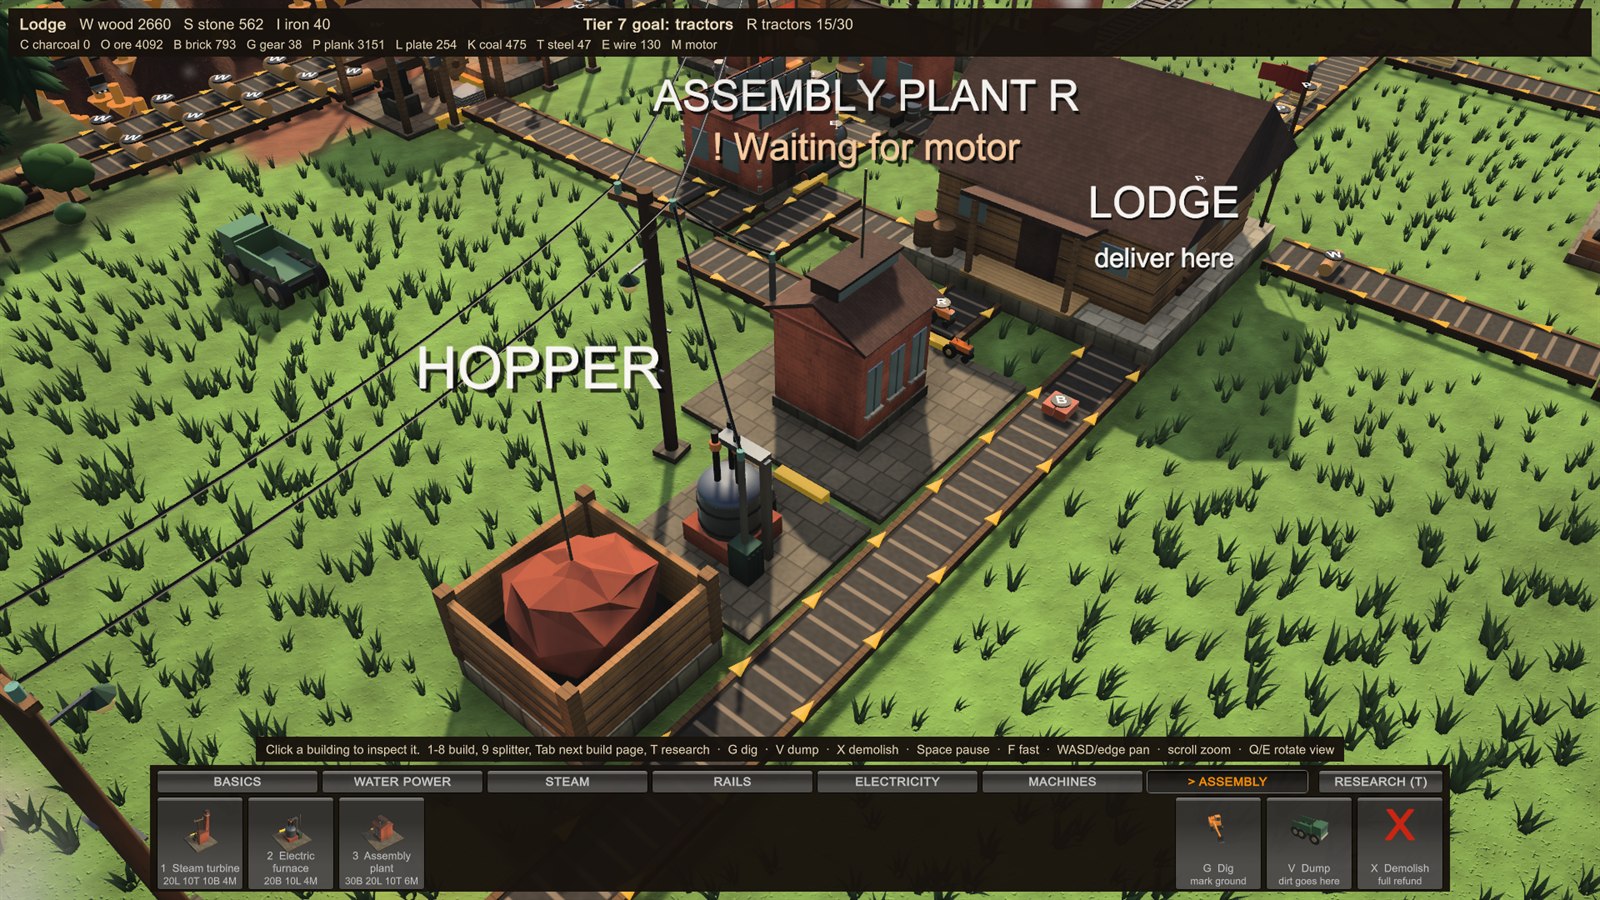 Lodge W wood 2660 S stone 562 I iron 40
Tier 7 goal: tractors R tractors 15/30
C charcoal 0 O ore 4092 B brick 793 G gear 38 P plank 3151 L plate 254 K coal 475 T steel 47 E wire 130 M motor
ASSEMBLY PLANT R
! Waiting for motor
LODGE
deliver here
HOPPER
W
W
W
W
W
W
W
W
R
B
Click a building to inspect it. 1-8 build, 9 splitter, Tab next build page, T research · G dig · V dump · X demolish · Space pause · F fast · WASD/edge pan · scroll zoom · Q/E rotate view
BASICS
WATER POWER
STEAM
RAILS
ELECTRICITY
MACHINES
> ASSEMBLY
RESEARCH (T)
1 Steam turbine
20L 10T 10B 4M
2 Electric furnace
20B 10L 4M
3 Assembly plant
30B 20L 10T 6M
G Dig
mark ground
V Dump
dirt goes here
X Demolish
full refund